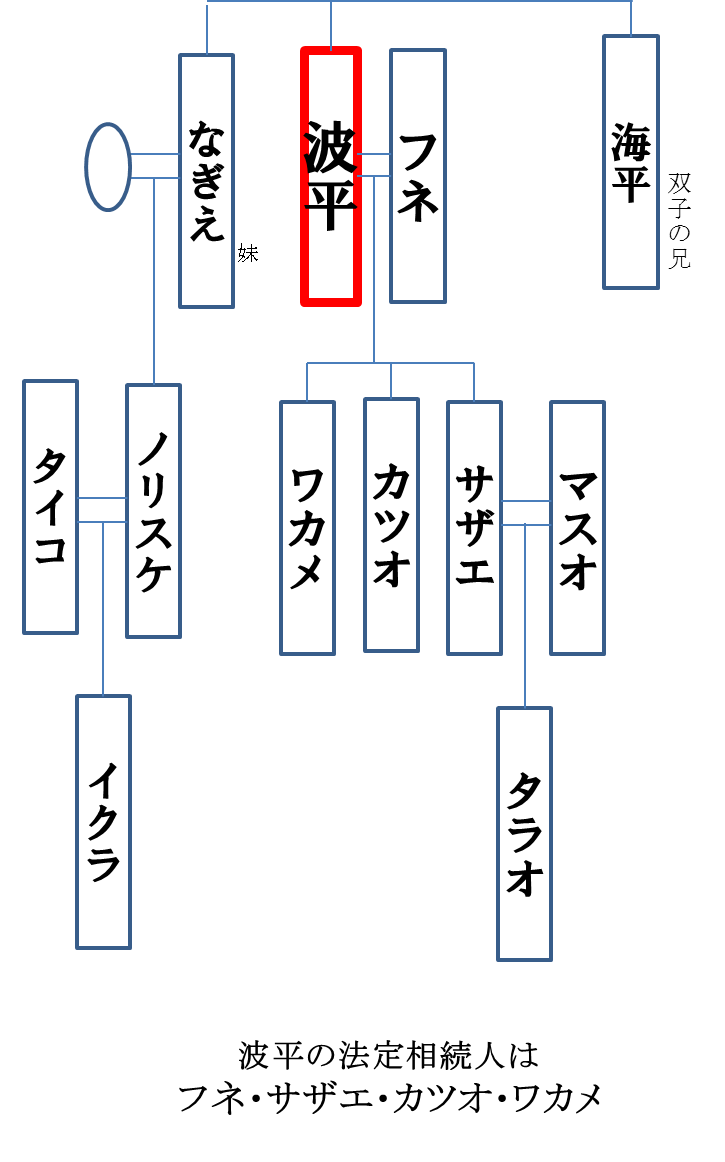 なぎえ
妹
波平
フネ
海平
双子の兄
タイコ
ノリスケ
ワカメ
カツオ
サザエ
マスオ
イクラ
タラオ
波平の法定相続人は
フネ・サザエ・カツオ・ワカメ